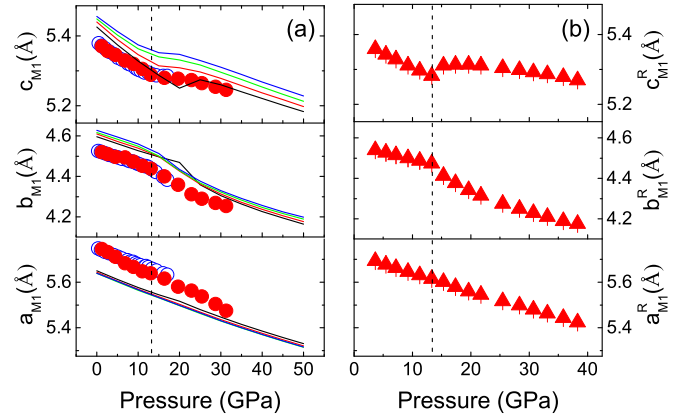 (a)
c_M1(Å)
5.4
5.2
b_M1(Å)
4.6
4.4
4.2
a_M1(Å)
5.6
5.4
0 10 20 30 40 50
Pressure (GPa)
(b)
5.4
5.2
c^R_M1(Å)
4.6
4.4
4.2
b^R_M1(Å)
5.6
5.4
a^R_M1(Å)
0 10 20 30 40
Pressure (GPa)